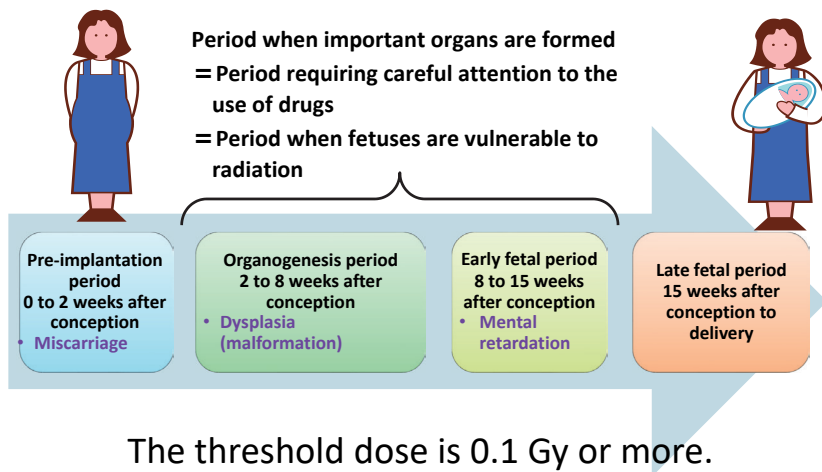 Period when important organs are formed
= Period requiring careful attention to the
use of drugs
= Period when fetuses are vulnerable to
radiation
Pre-implantation
period
0 to 2 weeks after
conception
• Miscarriage
Organogenesis period
2 to 8 weeks after
conception
• Dysplasia
(malformation)
Early fetal period
8 to 15 weeks
after conception
• Mental
retardation
Late fetal period
15 weeks after
conception to
delivery
The threshold dose is 0.1 Gy or more.